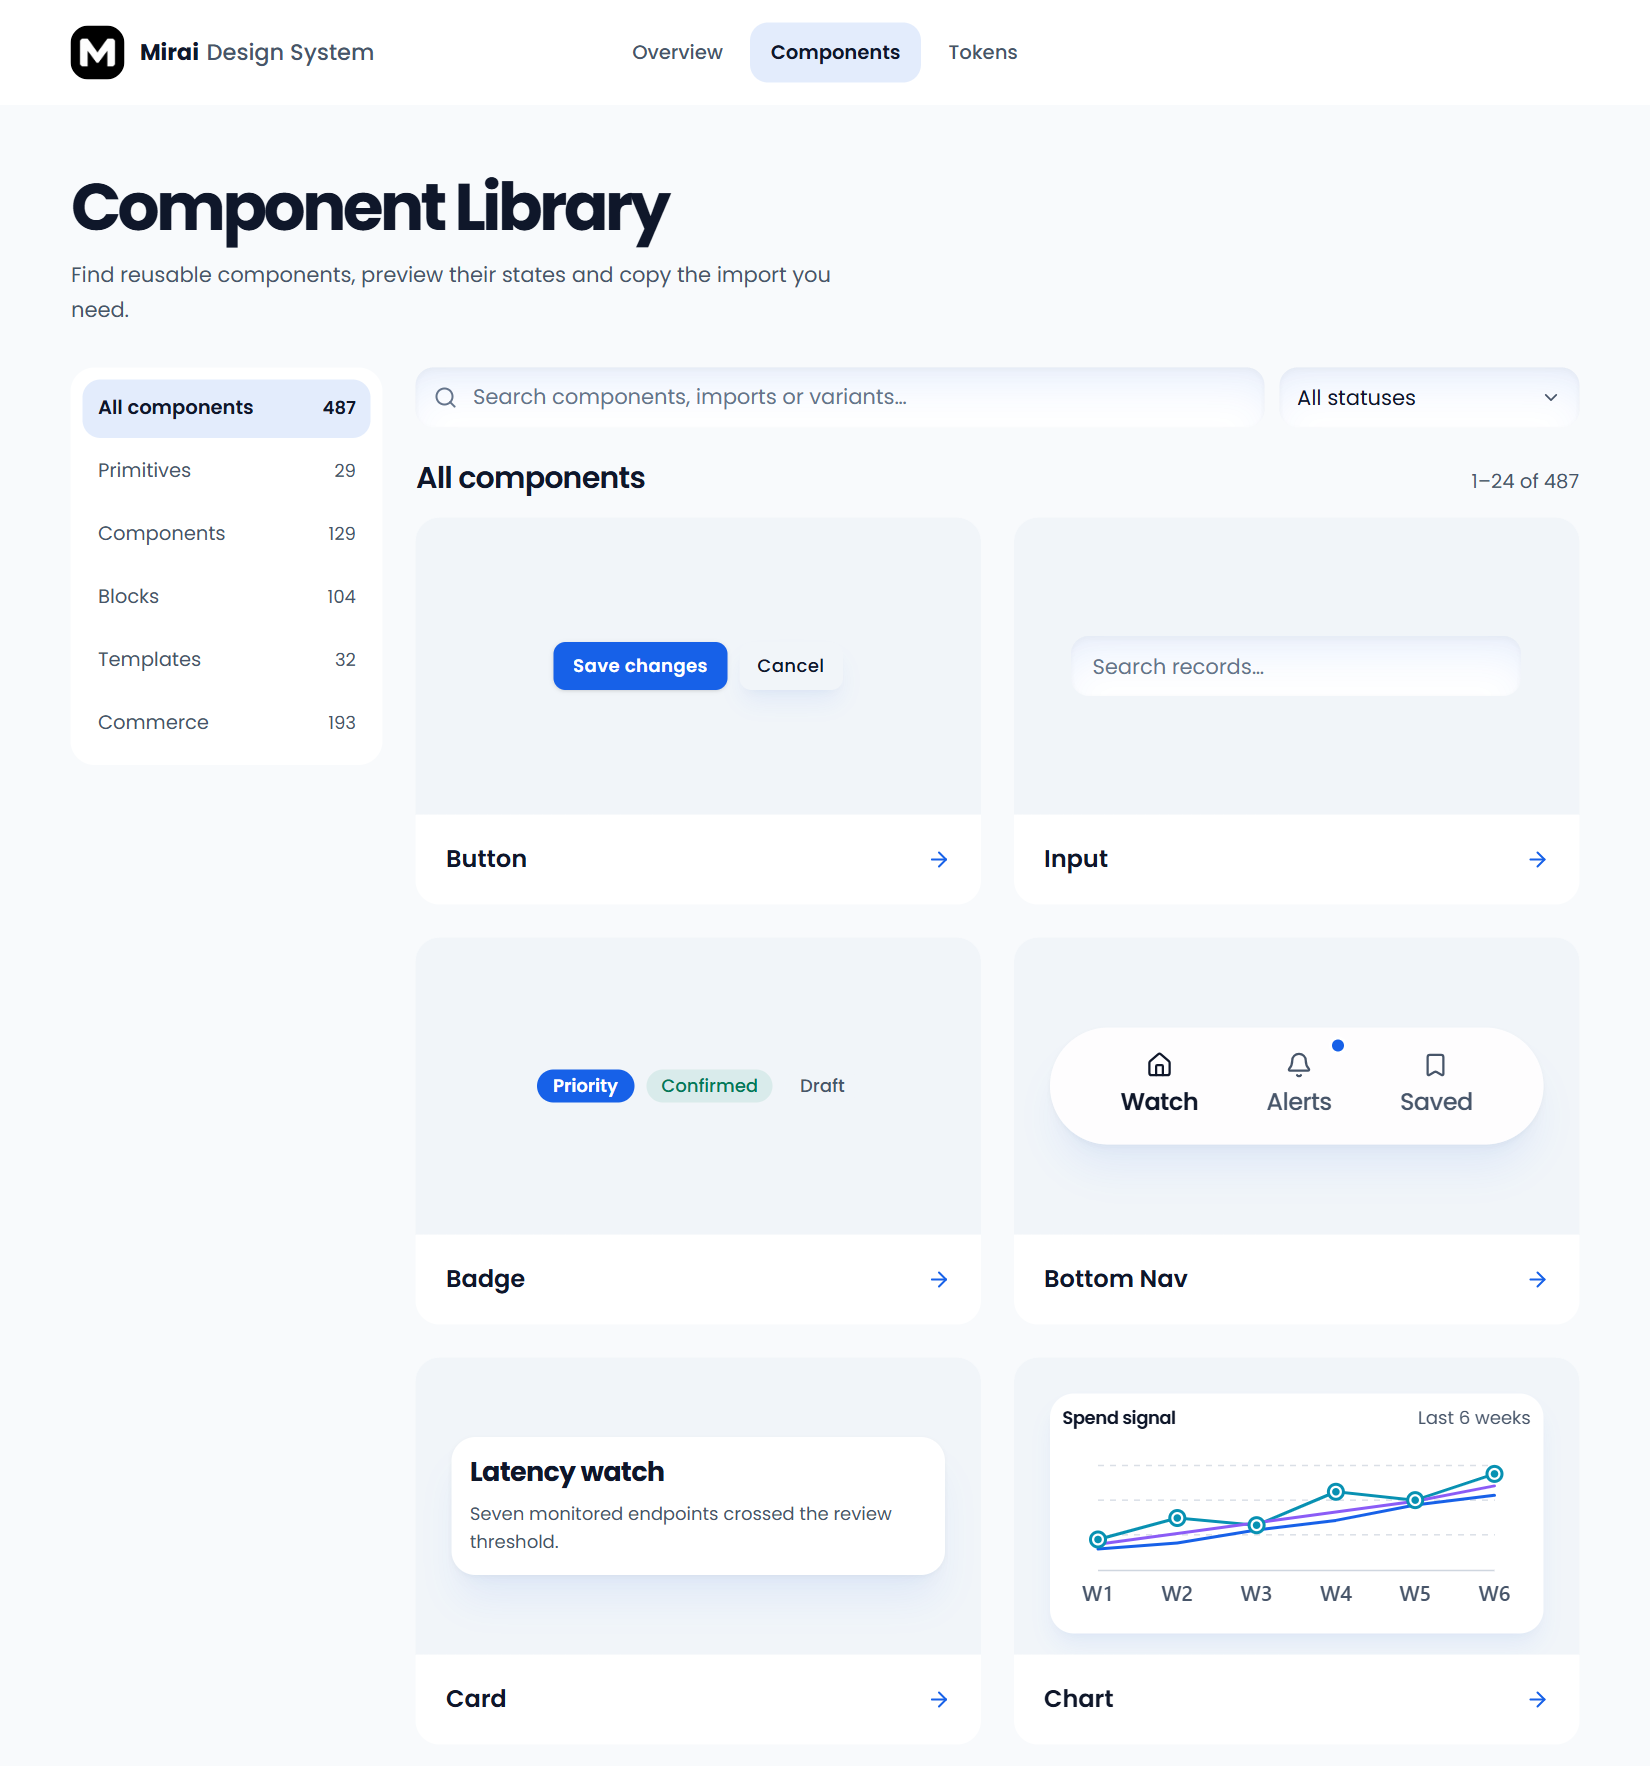 M
Mirai Design System
Overview
Components
Tokens
Component Library
Find reusable components, preview their states and copy the import you
need.
All components 487
Primitives 29
Components 129
Blocks 104
Templates 32
Commerce 193
Search components, imports or variants...
All statuses
All components
1–24 of 487
Save changes
Cancel
Button
Search records...
Input
Priority
Confirmed
Draft
Badge
Watch
Alerts
Saved
Bottom Nav
Latency watch
Seven monitored endpoints crossed the review
threshold.
Card
Spend signal
Last 6 weeks
W1 W2 W3 W4 W5 W6
Chart